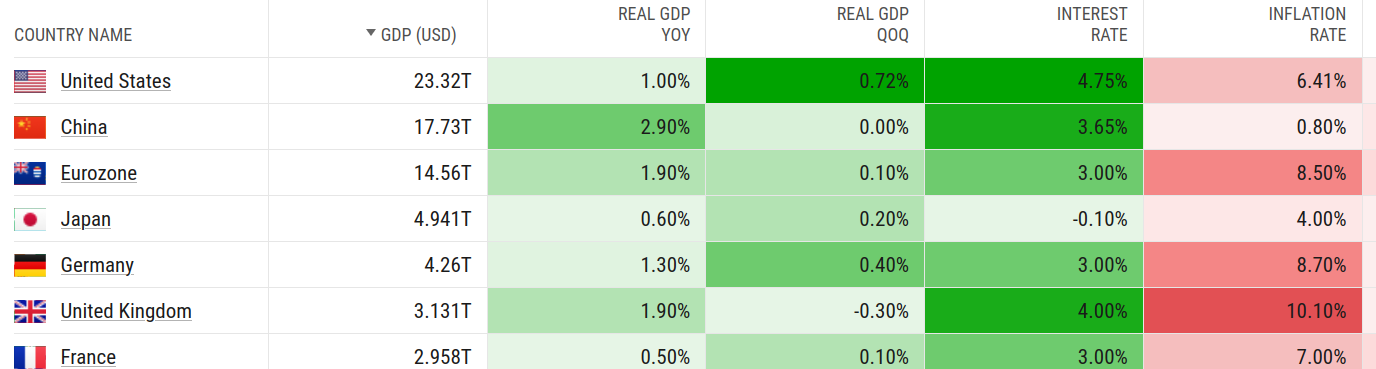 COUNTRY NAME ▼ GDP (USD) REAL GDP YOY REAL GDP QOQ INTEREST RATE INFLATION RATE
United States 23.32T 1.00% 0.72% 4.75% 6.41%
China 17.73T 2.90% 0.00% 3.65% 0.80%
Eurozone 14.56T 1.90% 0.10% 3.00% 8.50%
Japan 4.941T 0.60% 0.20% -0.10% 4.00%
Germany 4.26T 1.30% 0.40% 3.00% 8.70%
United Kingdom 3.131T 1.90% -0.30% 4.00% 10.10%
France 2.958T 0.50% 0.10% 3.00% 7.00%